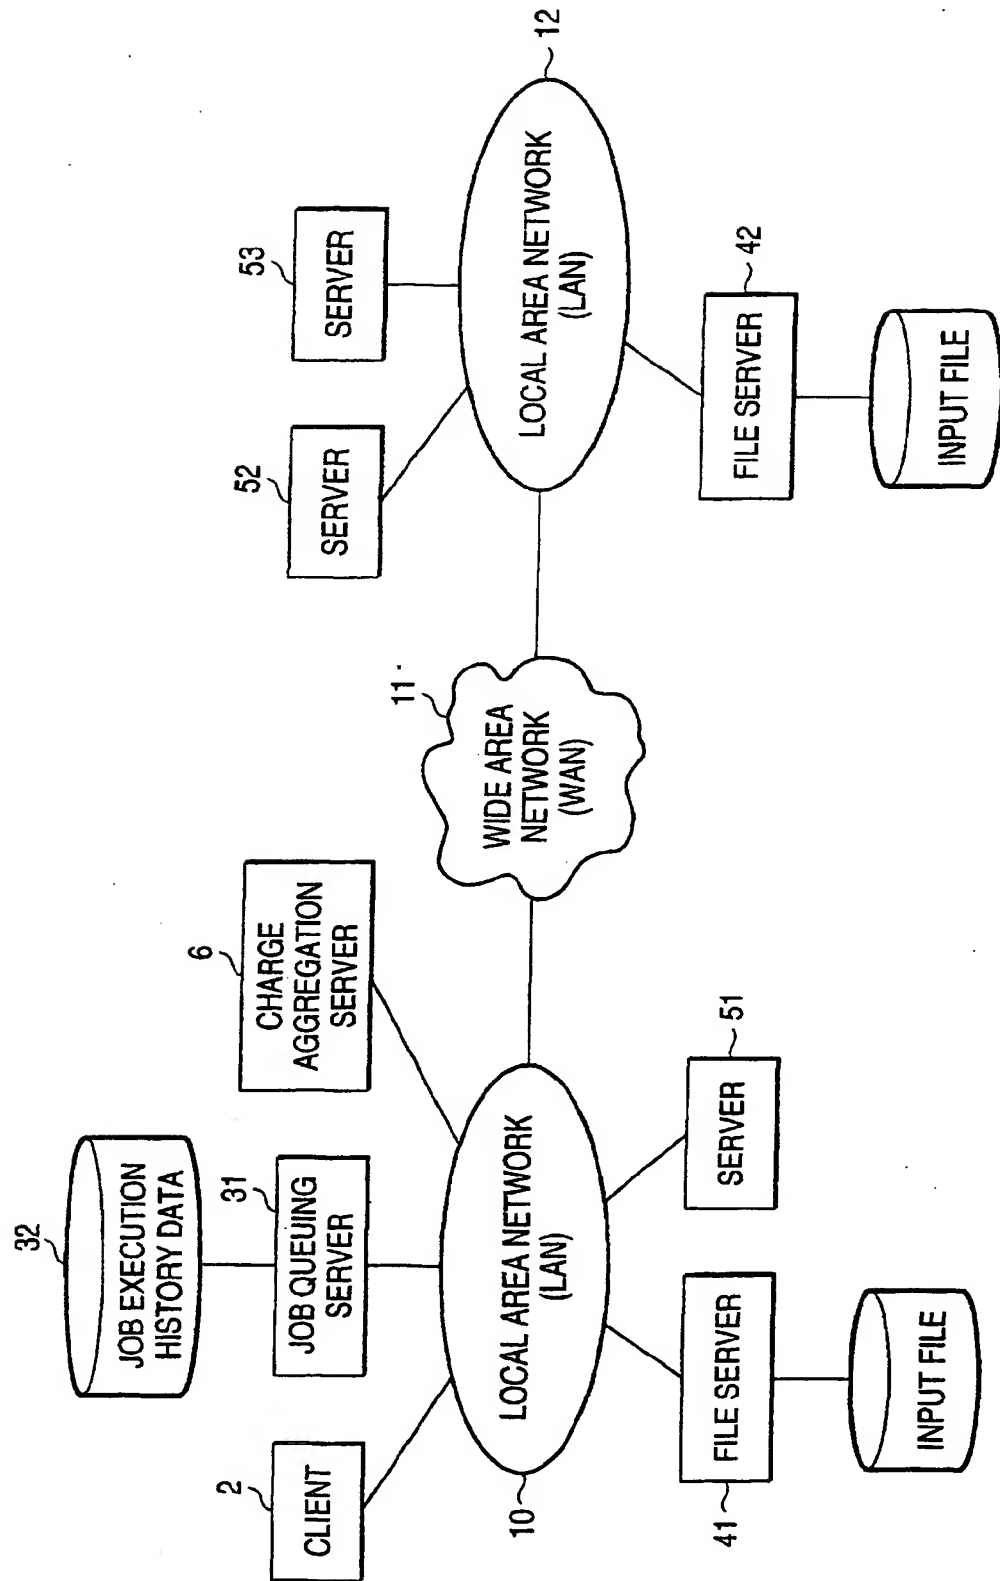 32
JOB EXECUTION
HISTORY DATA
2
CLIENT
31
JOB QUEUING
SERVER
6
CHARGE
AGGREGATION
SERVER
52
SERVER
53
SERVER
10
LOCAL AREA NETWORK
(LAN)
11
WIDE AREA
NETWORK
(WAN)
12
LOCAL AREA NETWORK
(LAN)
41
FILE SERVER
51
SERVER
42
FILE SERVER
INPUT FILE
INPUT FILE